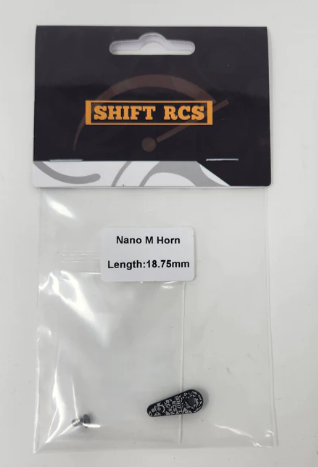 SHIFT RCS
Nano M Horn
Length:18.75mm